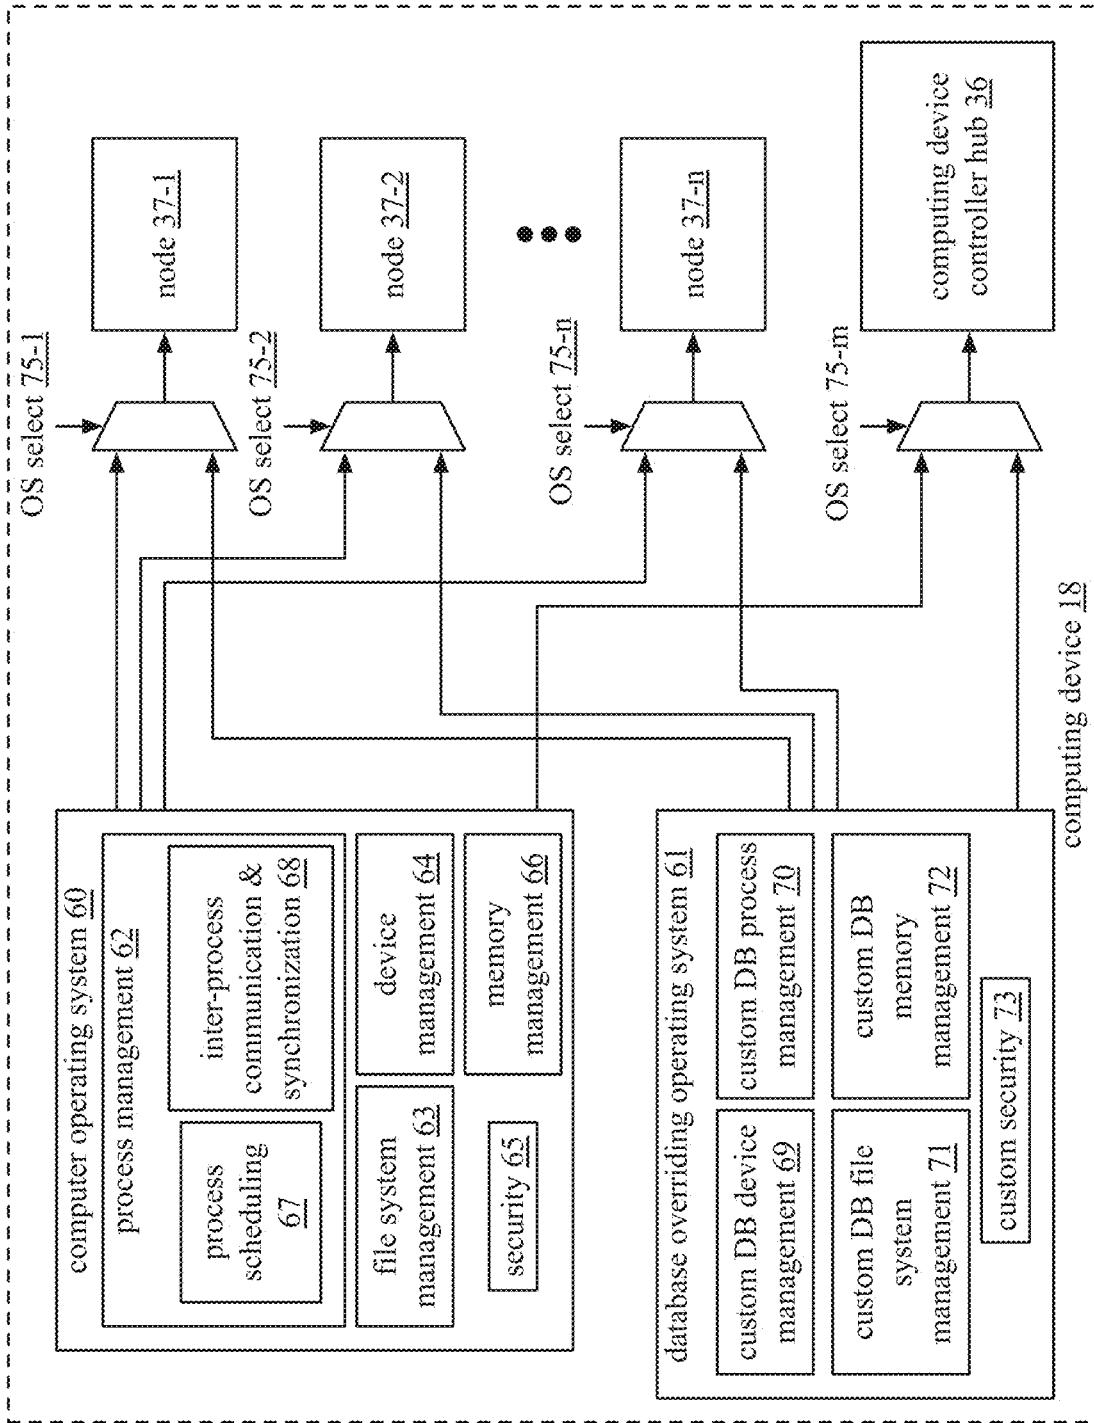 computer operating system 60
process management 62
process
scheduling
67
inter-process
communication &
synchronization 68
file system
management 63
device
management 64
security 65
memory
management 66
database overriding operating system 61
custom DB device
management 69
custom DB process
management 70
custom DB file
system
management 71
custom DB
memory
management 72
custom security 73
OS select 75-1
node 37-1
OS select 75-2
node 37-2
OS select 75-n
node 37-n
OS select 75-m
computing device
controller hub 36
computing device 18